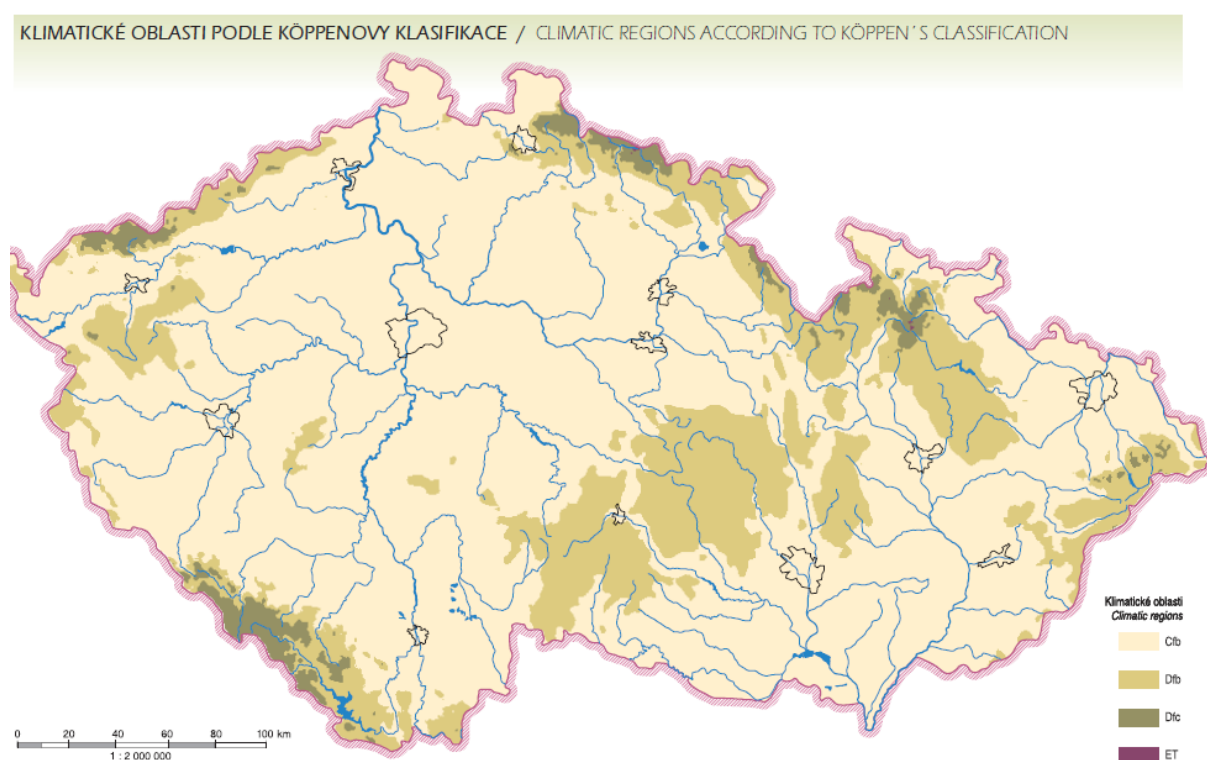 KLIMATICKÉ OBLASTI PODLE KÖPPENOVY KLASIFIKACE / CLIMATIC REGIONS ACCORDING TO KÖPPEN´S CLASSIFICATION
Klimatické oblasti
Climatic regions
Cfb
Dfb
Dfc
ET
0 20 40 60 80 100 km
1 : 2 000 000